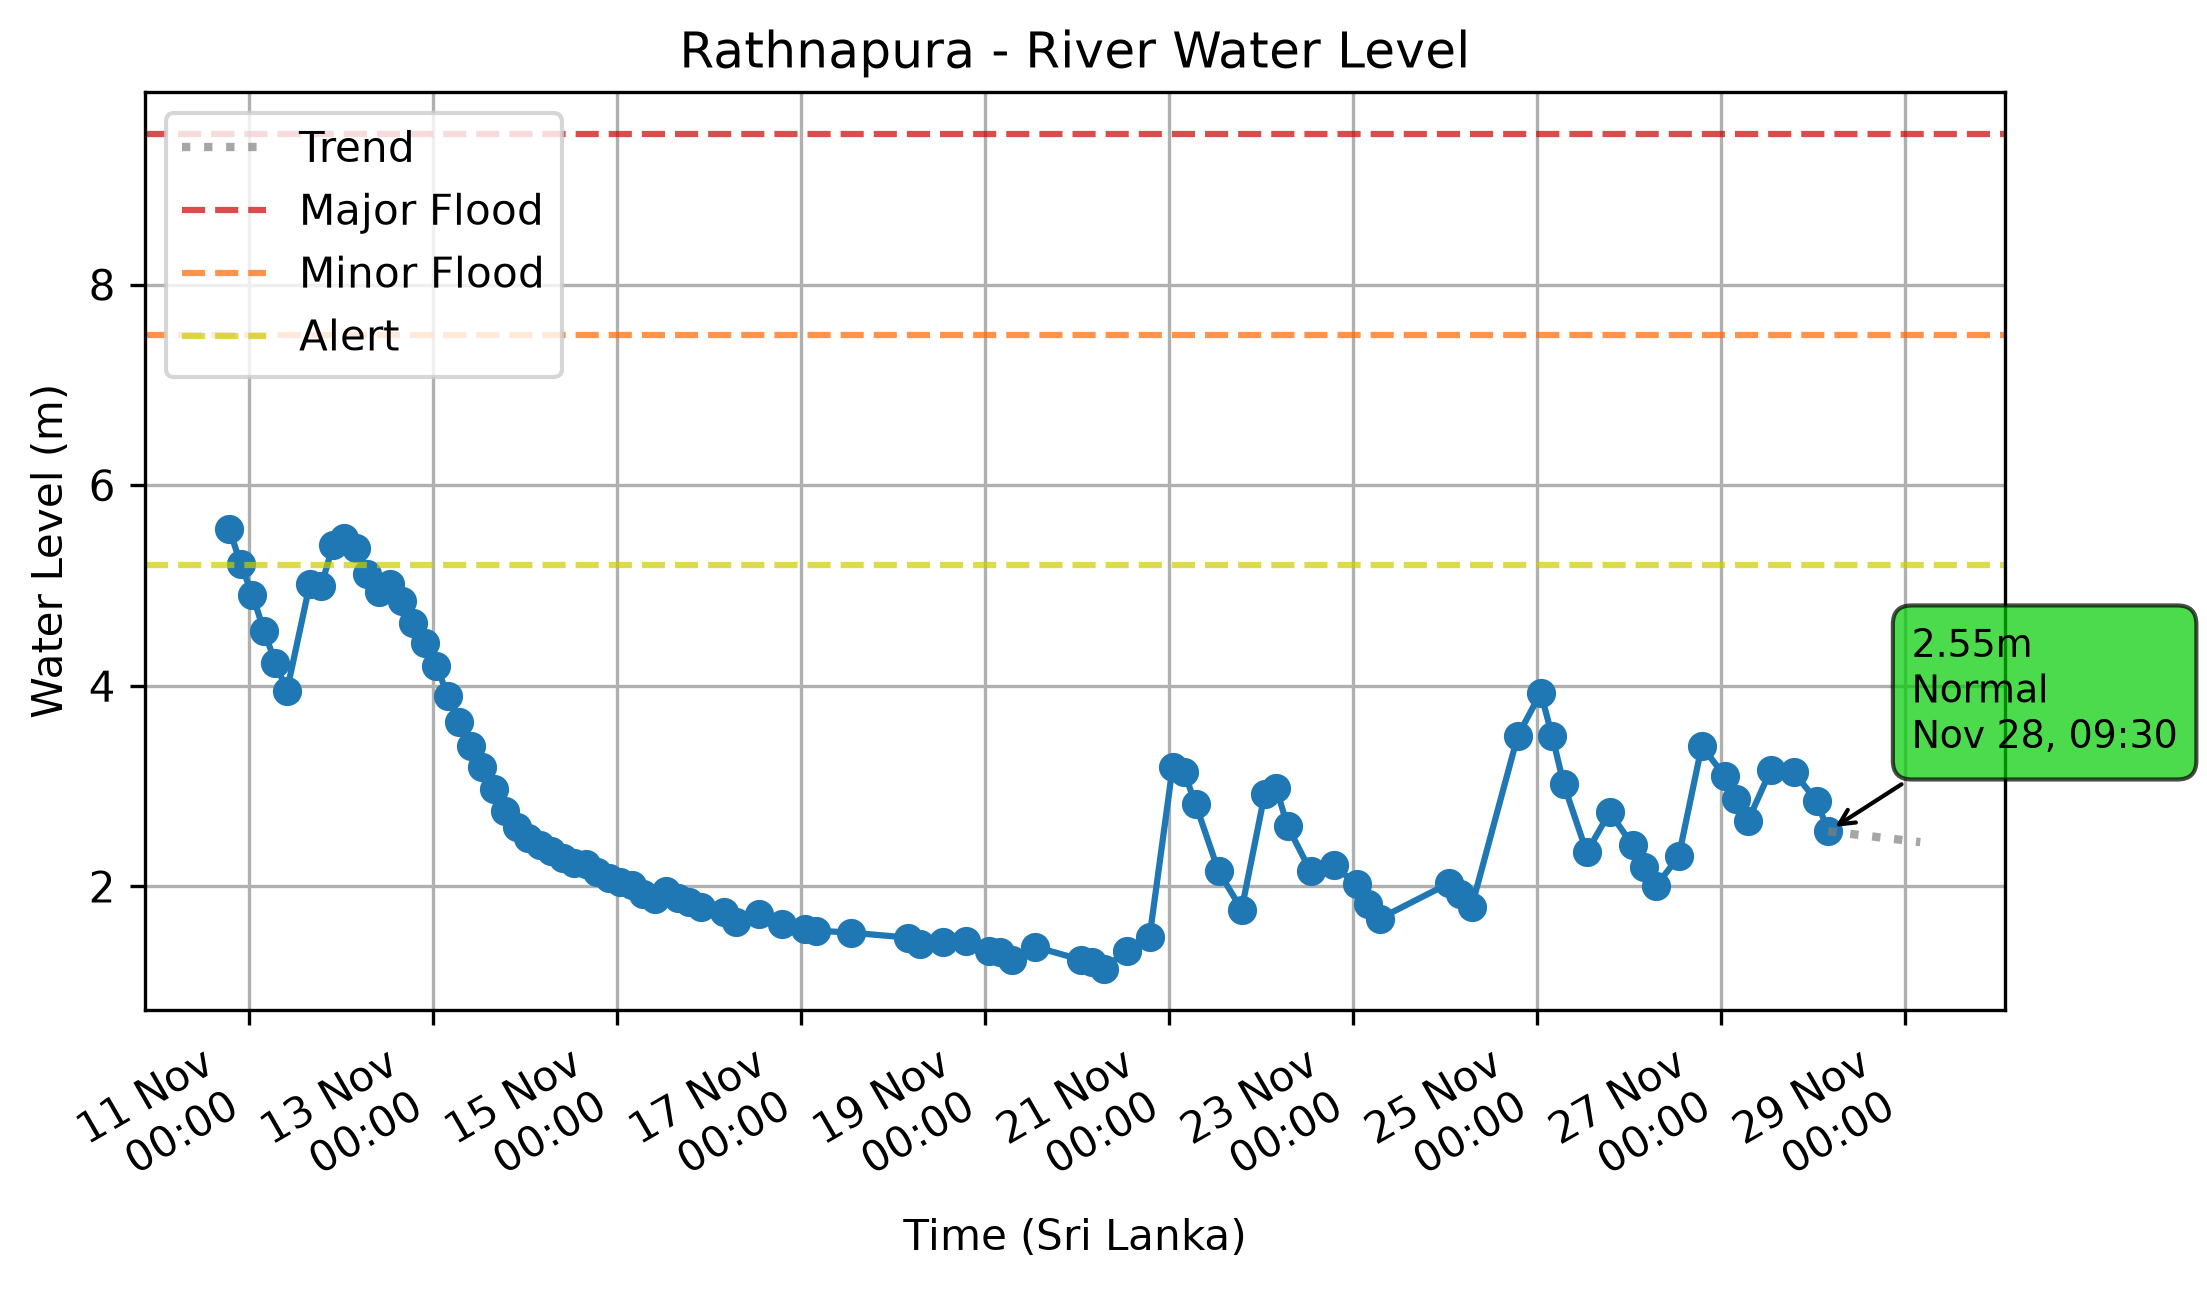 Rathnapura - River Water Level
Trend
Major Flood
Minor Flood
Alert
Water Level (m)
8
6
4
2
2.55m
Normal
Nov 28, 09:30
11 Nov
00:00
13 Nov
00:00
15 Nov
00:00
17 Nov
00:00
19 Nov
00:00
21 Nov
00:00
23 Nov
00:00
25 Nov
00:00
27 Nov
00:00
29 Nov
00:00
Time (Sri Lanka)